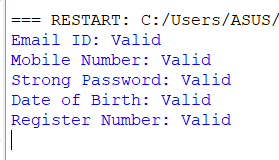 === RESTART: C:/Users/ASUS/
Email ID: Valid
Mobile Number: Valid
Strong Password: Valid
Date of Birth: Valid
Register Number: Valid